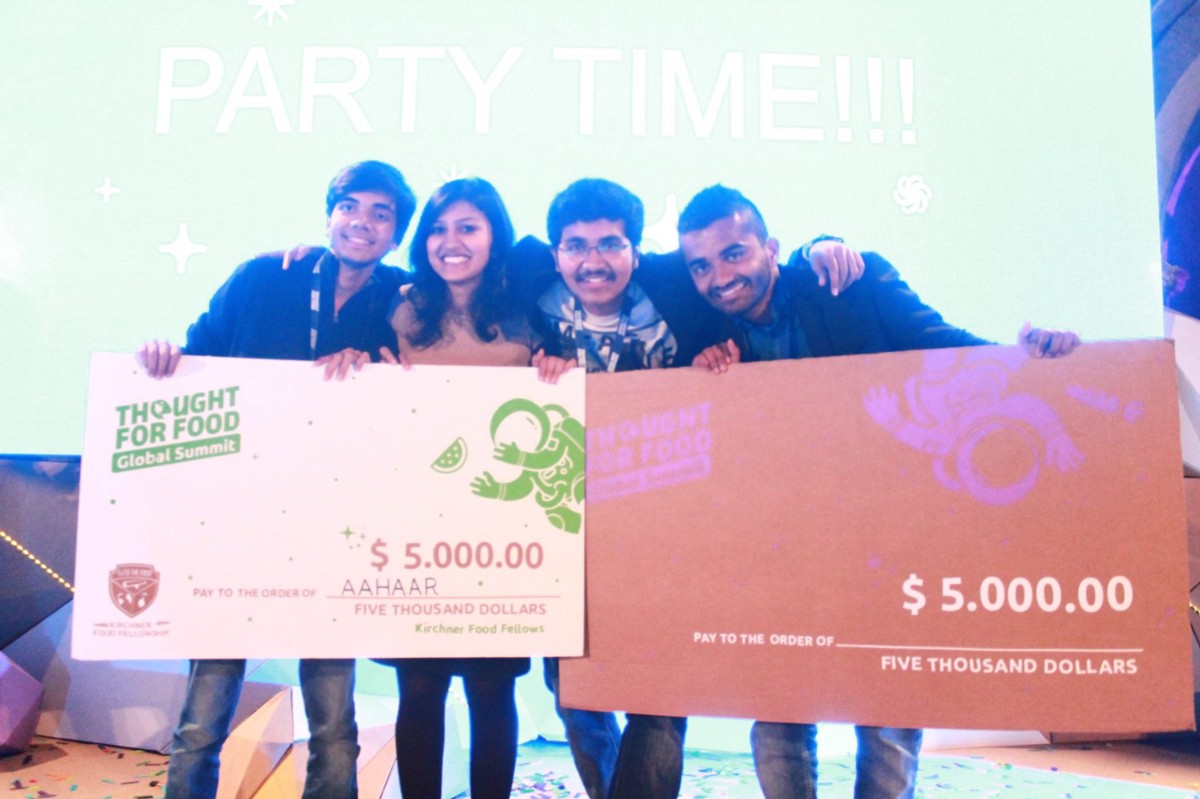 PARTY TIME!!!
THOUGHT
FOR FOOD
Global Summit
$ 5.000.00
PAY TO THE ORDER OF AAHAAR
FIVE THOUSAND DOLLARS
Kirchner Food Fellows
KIRCHNER
FOOD FELLOWSHIP
THOUGHT
FOR FOOD
Global Summit
$ 5.000.00
PAY TO THE ORDER OF
FIVE THOUSAND DOLLARS